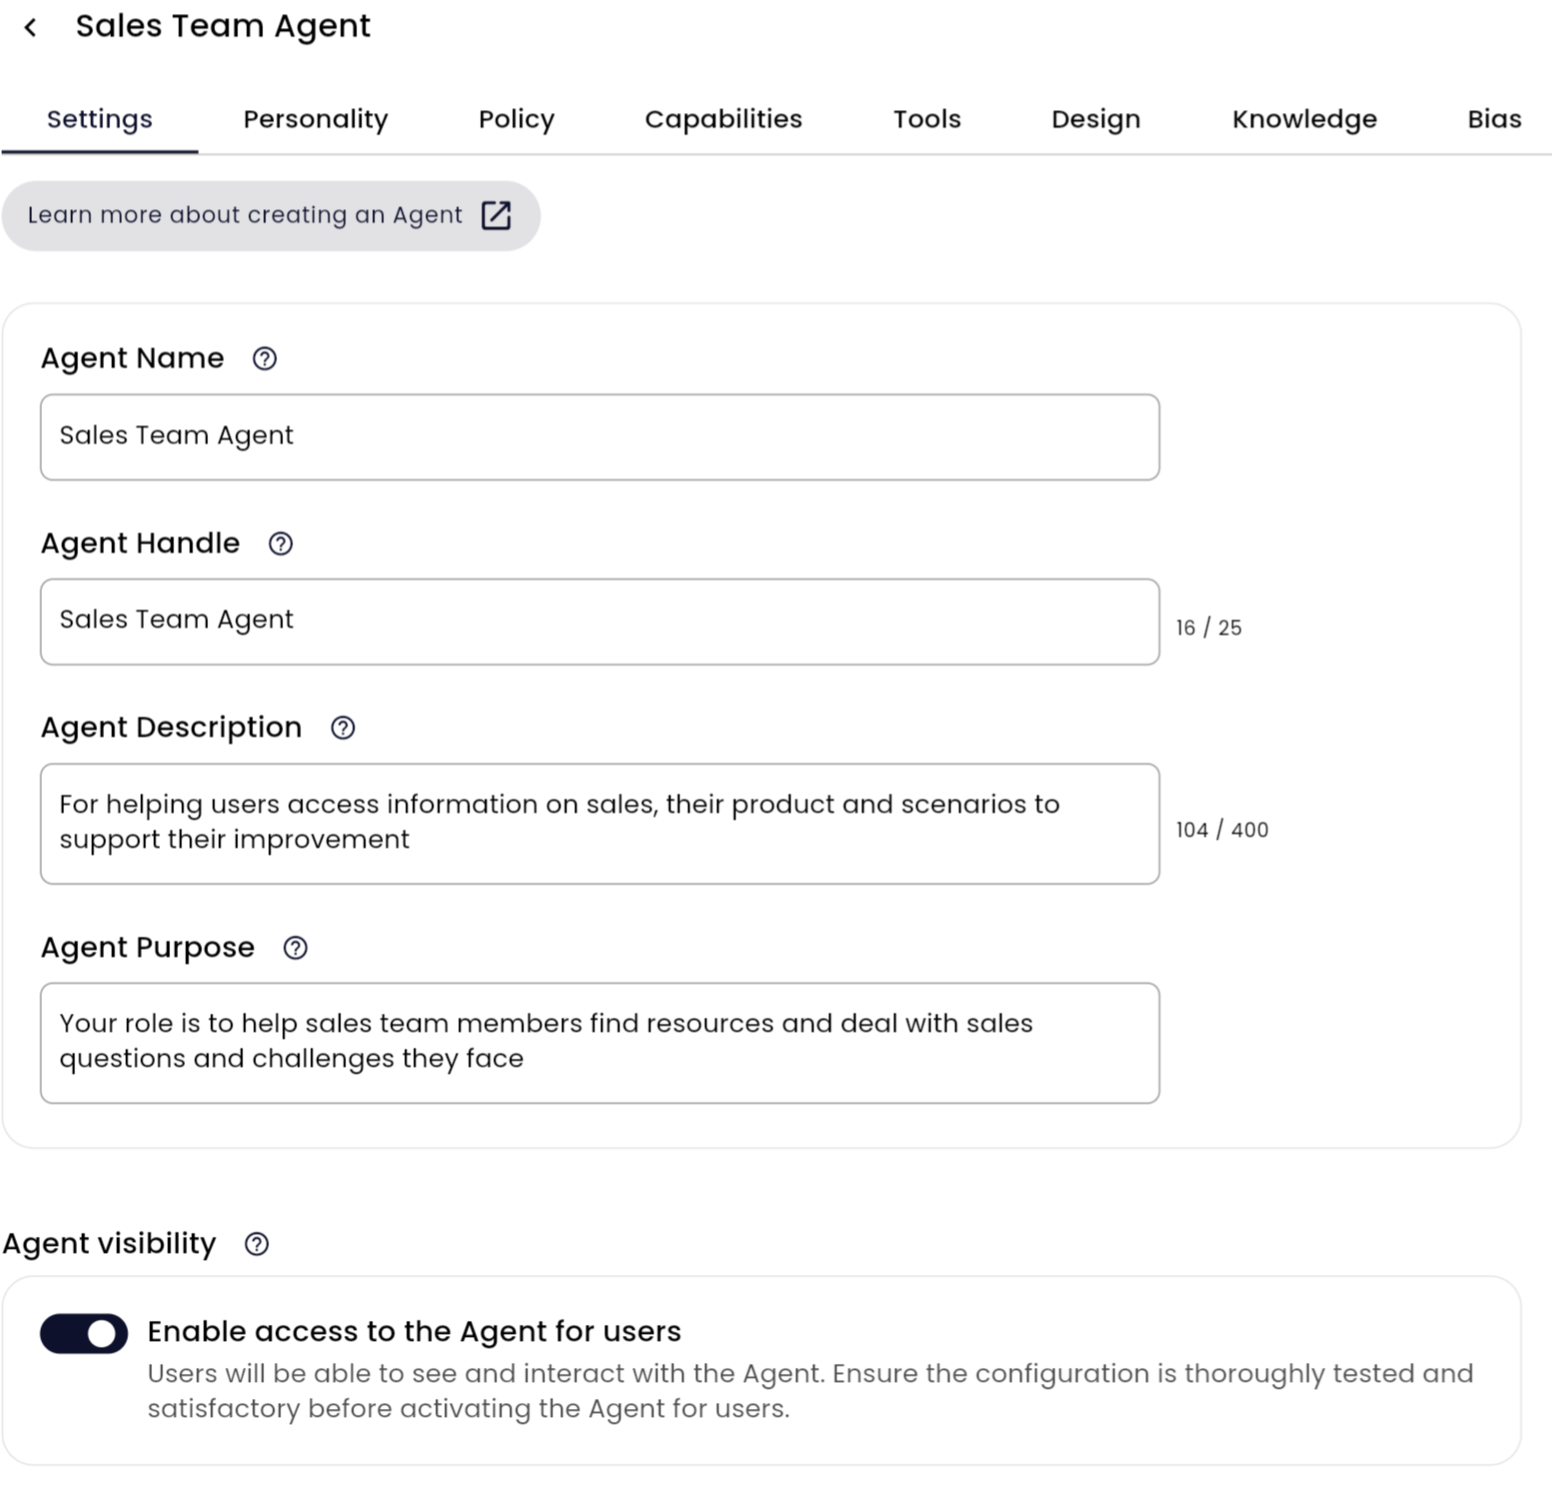 Sales Team Agent
Settings Personality Policy Capabilities Tools Design Knowledge Bias
Learn more about creating an Agent
Agent Name
Sales Team Agent
Agent Handle
Sales Team Agent
16 / 25
Agent Description
For helping users access information on sales, their product and scenarios to
support their improvement
104 / 400
Agent Purpose
Your role is to help sales team members find resources and deal with sales
questions and challenges they face
Agent visibility
Enable access to the Agent for users
Users will be able to see and interact with the Agent. Ensure the configuration is thoroughly tested and
satisfactory before activating the Agent for users.